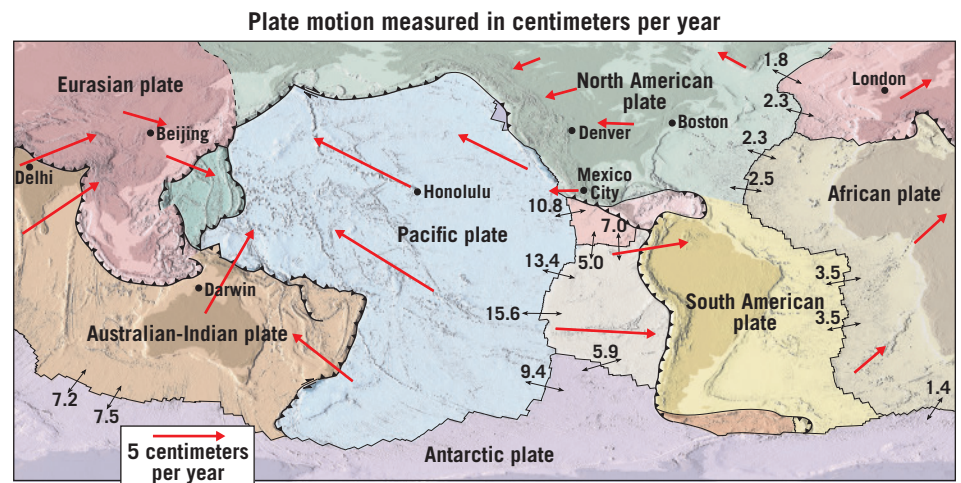 Plate motion measured in centimeters per year
Eurasian plate
Beijing
Delhi
North American
plate
Denver
Boston
Mexico
City
London
1.8
2.3
2.3
2.5
African plate
Honolulu
Pacific plate
10.8
7.0
5.0
13.4
15.6
5.9
9.4
Darwin
Australian-Indian plate
South American
plate
3.5
3.5
7.2
7.5
1.4
Antarctic plate
5 centimeters
per year